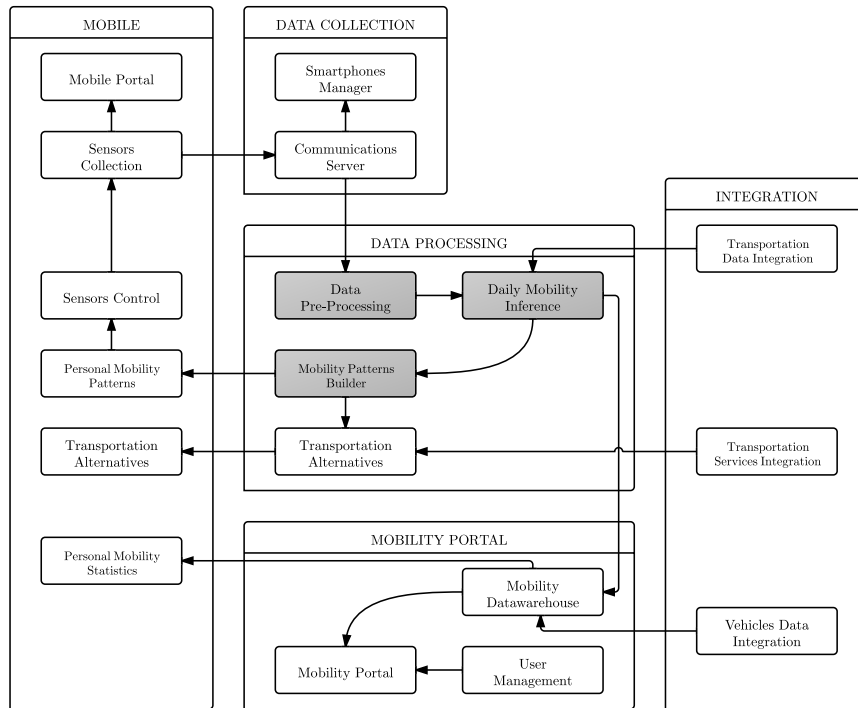 MOBILE
Mobile Portal
Sensors
Collection
Sensors Control
Personal Mobility
Patterns
Transportation
Alternatives
Personal Mobility
Statistics
DATA COLLECTION
Smartphones
Manager
Communications
Server
DATA PROCESSING
Data
Pre-Processing
Daily Mobility
Inference
Mobility Patterns
Builder
Transportation
Alternatives
MOBILITY PORTAL
Mobility
Datawarehouse
Mobility Portal
User
Management
INTEGRATION
Transportation
Data Integration
Transportation
Services Integration
Vehicles Data
Integration